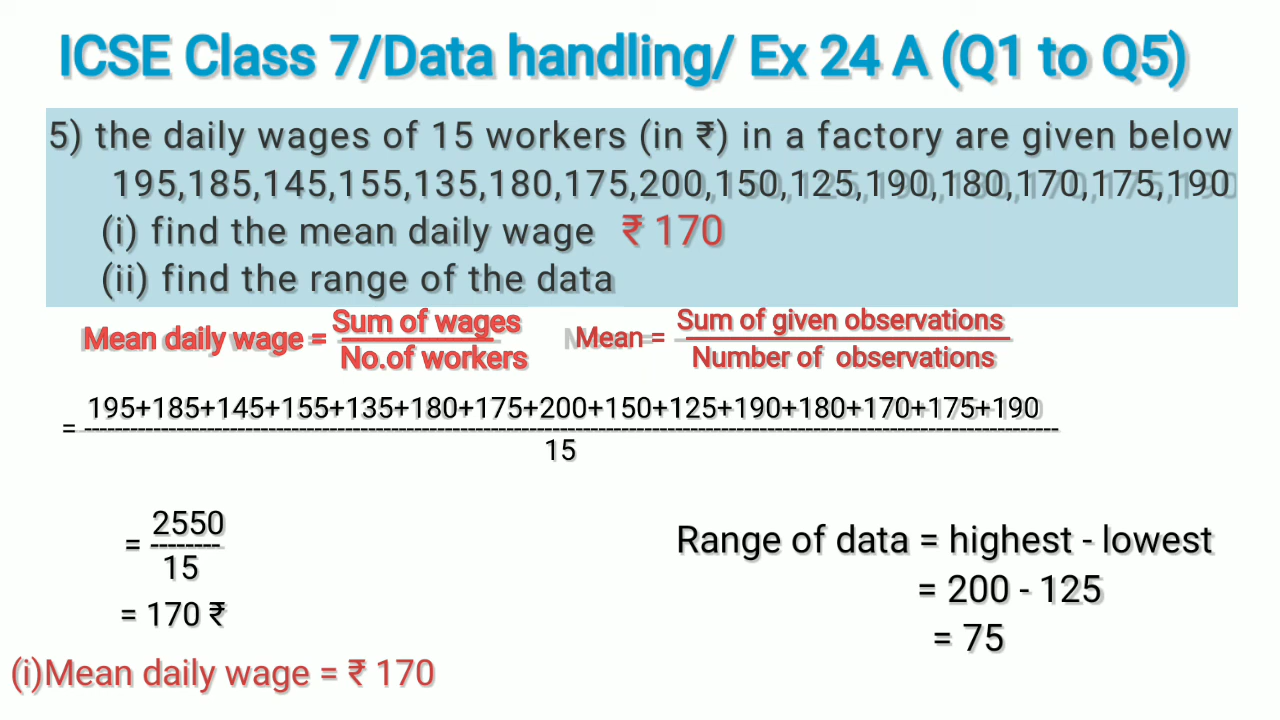 ICSE Class 7/Data handling/ Ex 24 A (Q1 to Q5)
5) the daily wages of 15 workers (in ₹) in a factory are given below
195,185,145,155,135,180,175,200,150,125,190,180,170,175,190
(i) find the mean daily wage ₹ 170
(ii) find the range of the data
Mean daily wage = Sum of wages
No.of workers
Mean = Sum of given observations
Number of observations
195+185+145+155+135+180+175+200+150+125+190+180+170+175+190
= ----------
15
2550
= --------
15
= 170 ₹
(i)Mean daily wage = ₹ 170
Range of data = highest - lowest
= 200 - 125
= 75